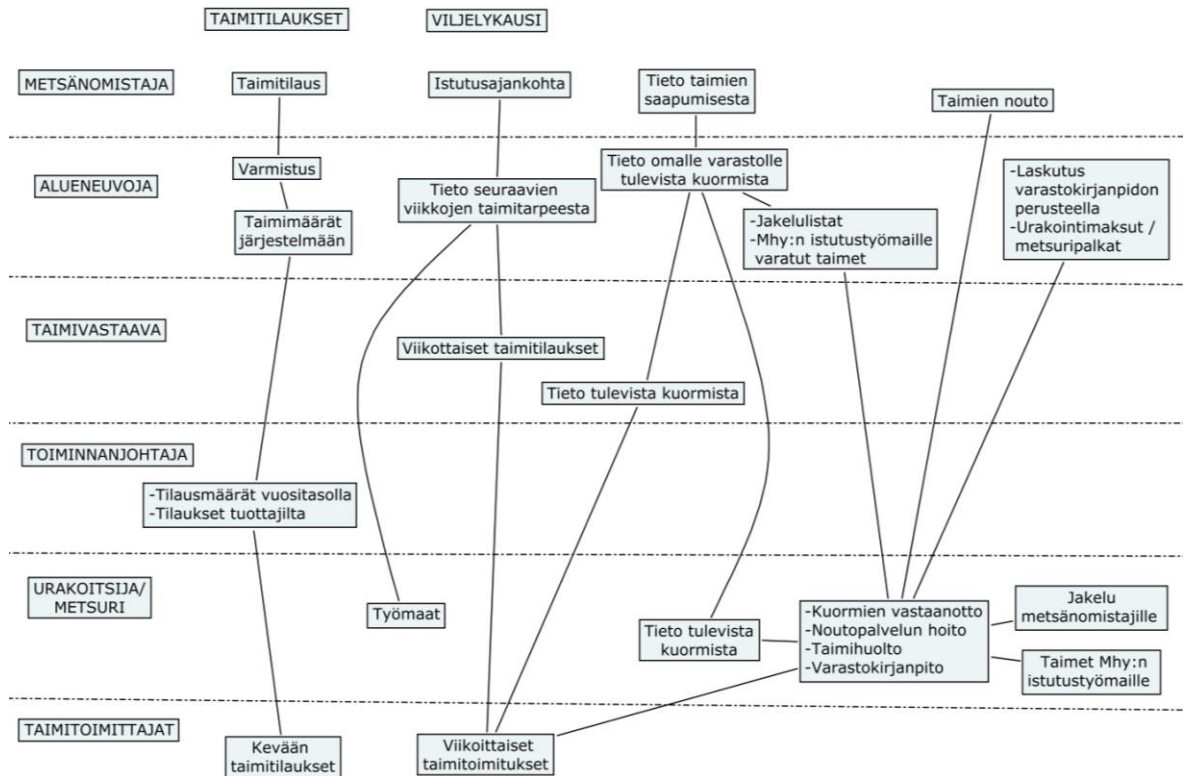 TAIMITILAUKSET
VILJELYKAUSI
METSÄNOMISTAJA
Taimitilaus
Istutusajankohta
Tieto taimien
saapumisesta
Taimien nouto
ALUENEUVOJA
Varmistus
Taimimäärät
järjestelmään
Tieto seuraavien
viikkojen taimitarpeesta
Tieto omalle varastolle
tulevista kuormista
-Jakelulistat
-Mhy:n istutustyömaille
varatut taimet
-Laskutus
varastokirjanpidon
perusteella
-Urakointimaksut /
metsuripalkat
TAIMIVASTAAVA
Viikottaiset taimitilaukset
Tieto tulevista kuormista
TOIMINNANJOHTAJA
-Tilausmäärät vuositasolla
-Tilaukset tuottajilta
URAKOITSIJA/
METSURI
Työmaat
Tieto tulevista
kuormista
-Kuormien vastaanotto
-Noutopalvelun hoito
-Taimihuolto
-Varastokirjanpito
Jakelu
metsänomistajille
Taimet Mhy:n
istutustyömaille
TAIMITOIMITTAJAT
Kevään
taimitilaukset
Viikoittaiset
taimitoimitukset